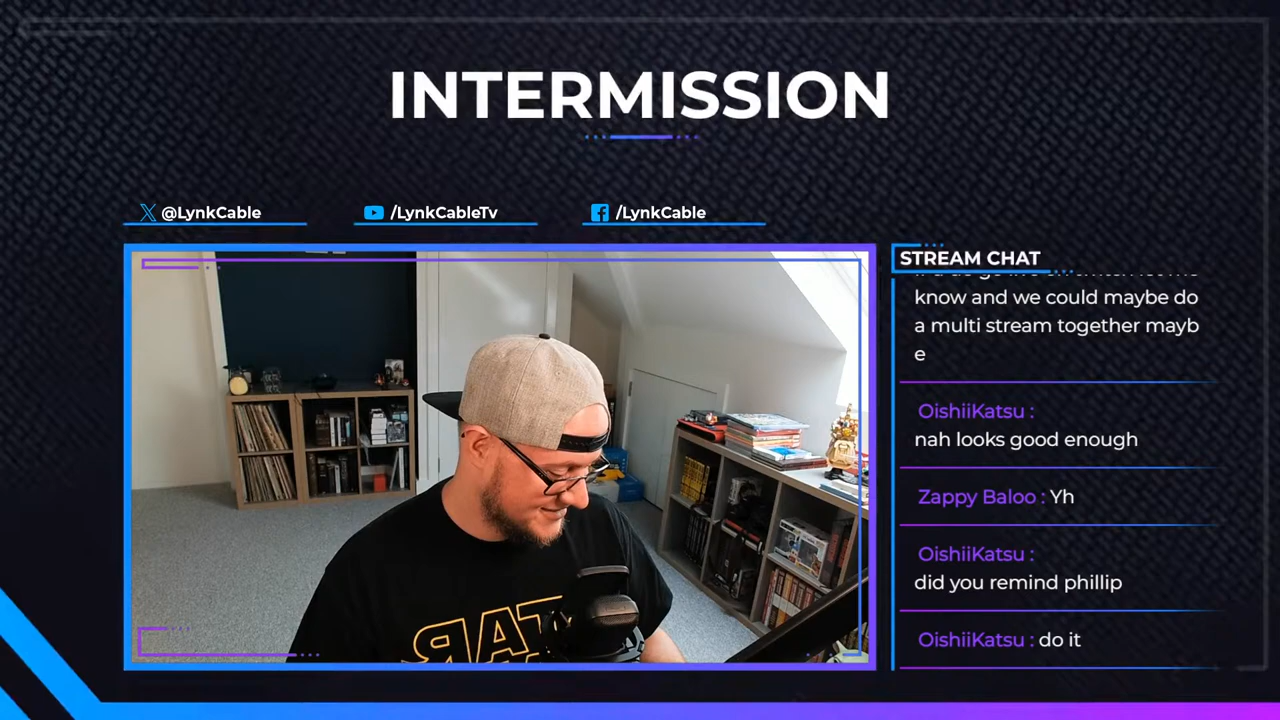 INTERMISSION
@LynkCable
/LynkCableTv
/LynkCable
STREAM CHAT
know and we could maybe do
a multi stream together mayb
e
OishiiKatsu :
nah looks good enough
Zappy Baloo : Yh
OishiiKatsu :
did you remind phillip
OishiiKatsu : do it
TAR